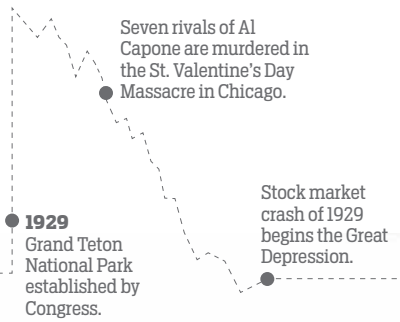 Seven rivals of Al
Capone are murdered in
the St. Valentine's Day
Massacre in Chicago.
1929
Grand Teton
National Park
established by
Congress.
Stock market
crash of 1929
begins the Great
Depression.